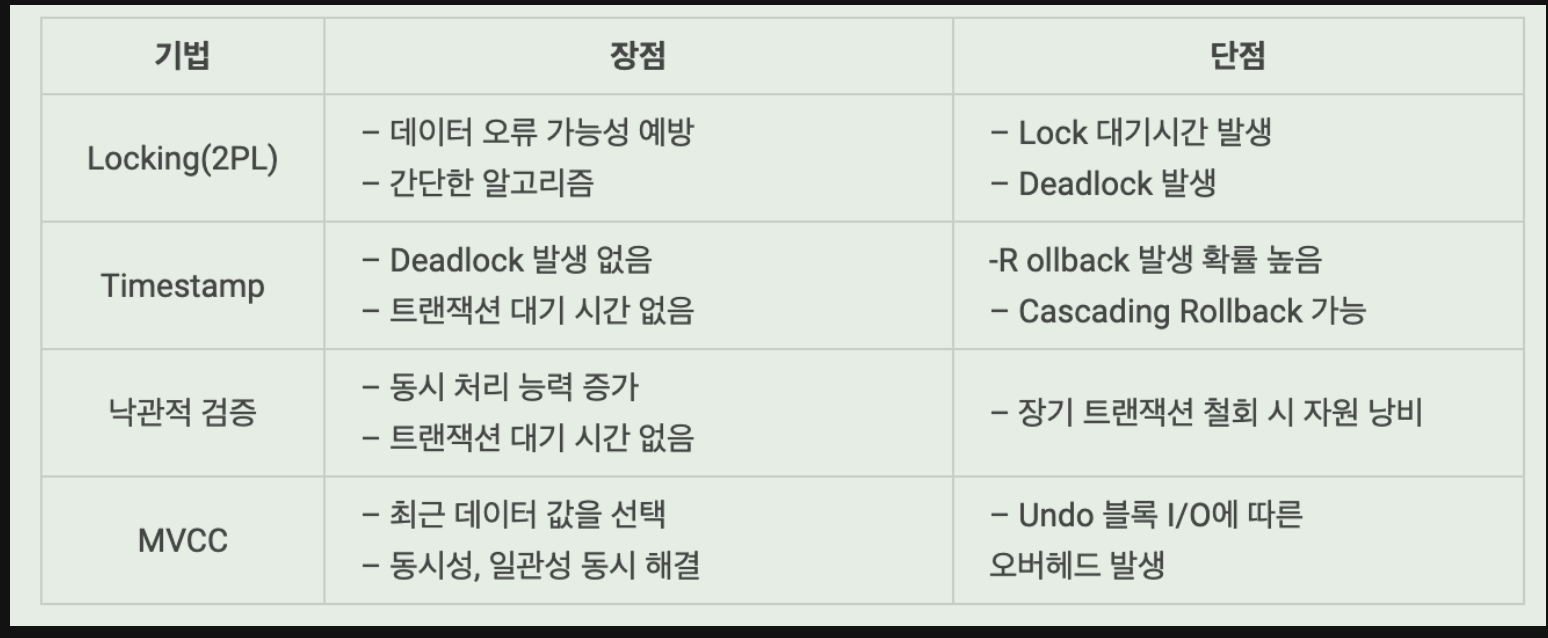 기법 장점 단점
Locking(2PL)
– 데이터 오류 가능성 예방
– 간단한 알고리즘
– Lock 대기시간 발생
– Deadlock 발생
Timestamp
– Deadlock 발생 없음
– 트랜잭션 대기 시간 없음
-R ollback 발생 확률 높음
– Cascading Rollback 가능
낙관적 검증
– 동시 처리 능력 증가
– 트랜잭션 대기 시간 없음
– 장기 트랜잭션 철회 시 자원 낭비
MVCC
– 최근 데이터 값을 선택
– 동시성, 일관성 동시 해결
– Undo 블록 I/O에 따른
오버헤드 발생